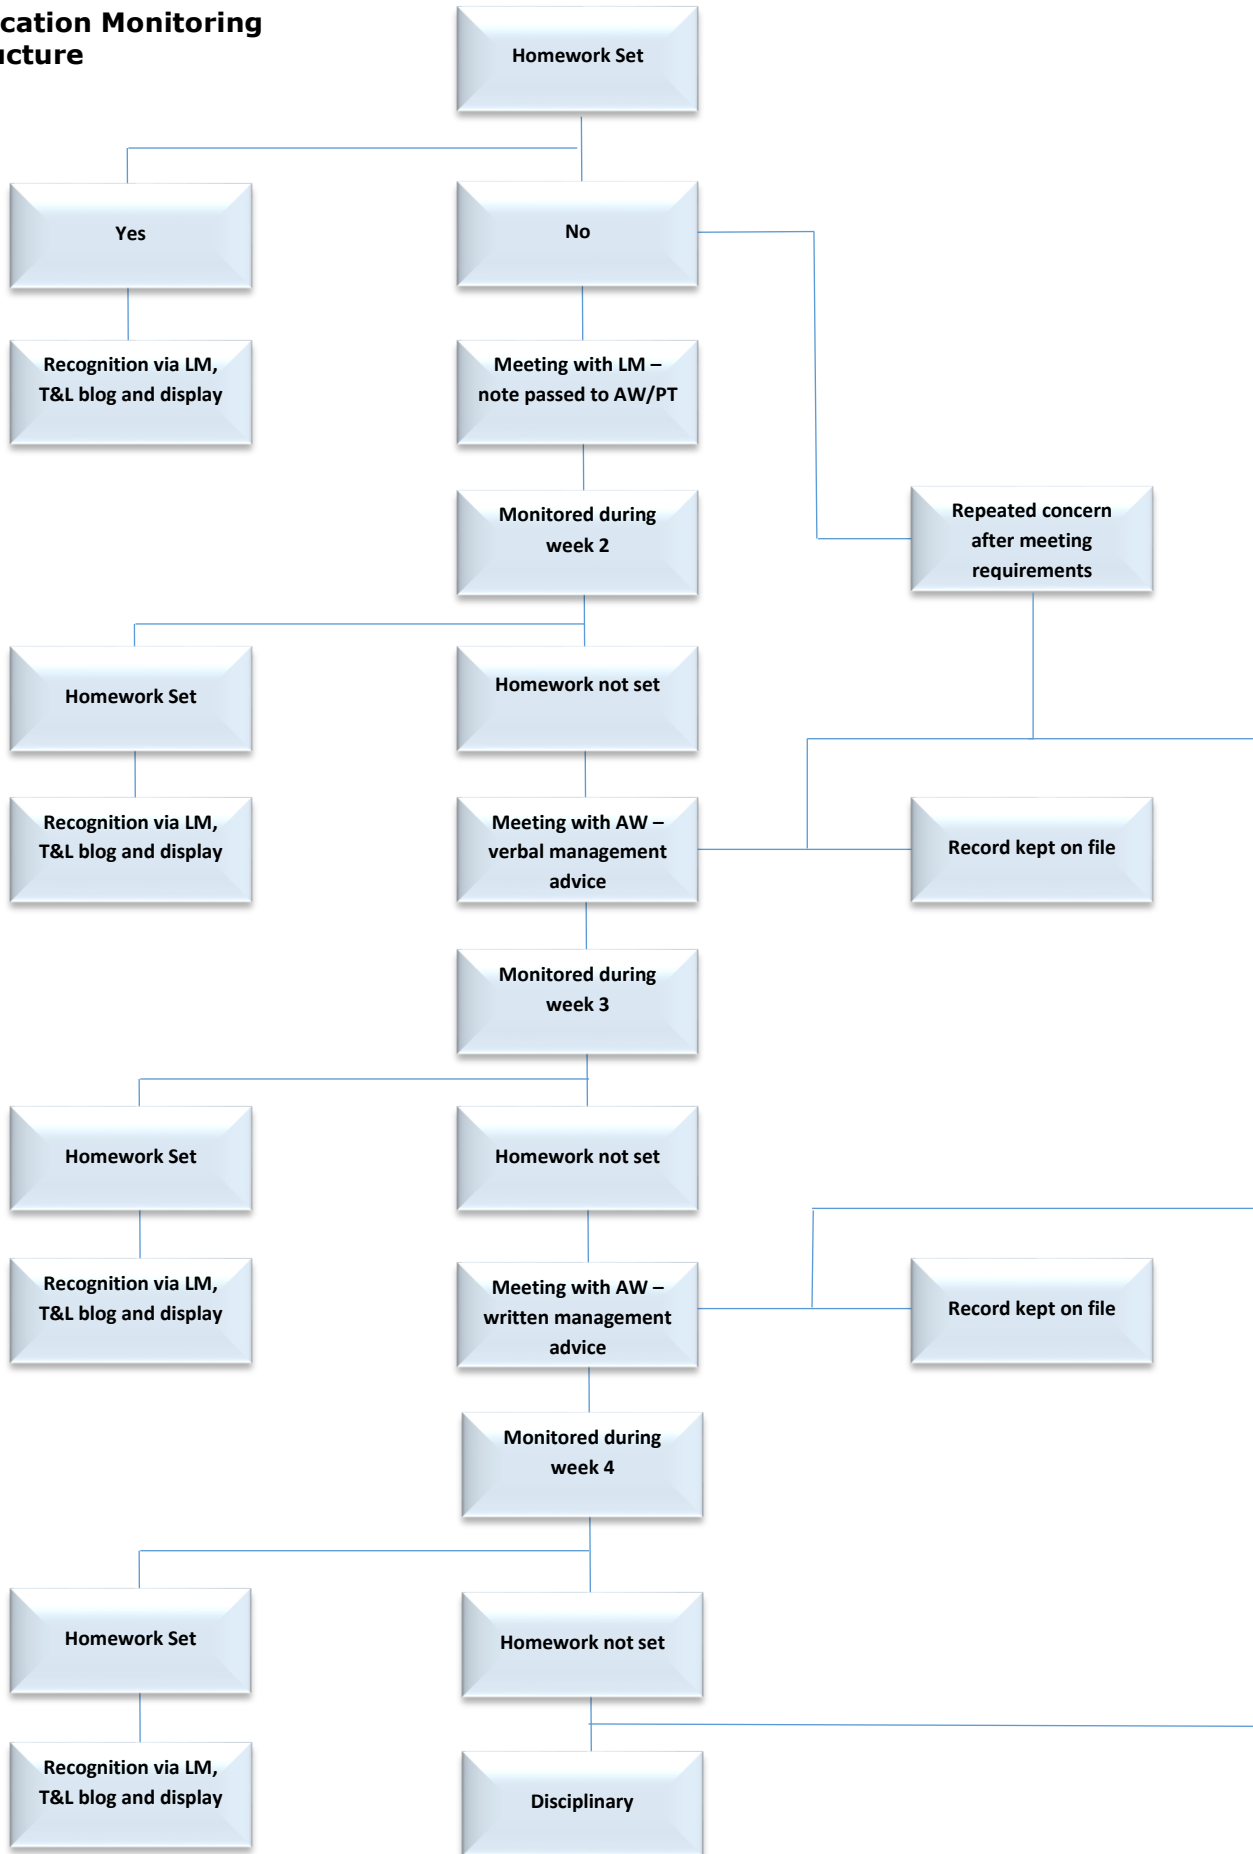 cation Monitoring
ucture
Homework Set
Yes
No
Recognition via LM,
T&L blog and display
Meeting with LM –
note passed to AW/PT
Monitored during
week 2
Repeated concern
after meeting
requirements
Homework Set
Homework not set
Recognition via LM,
T&L blog and display
Meeting with AW –
verbal management
advice
Record kept on file
Monitored during
week 3
Homework Set
Homework not set
Recognition via LM,
T&L blog and display
Meeting with AW –
written management
advice
Record kept on file
Monitored during
week 4
Homework Set
Homework not set
Recognition via LM,
T&L blog and display
Disciplinary